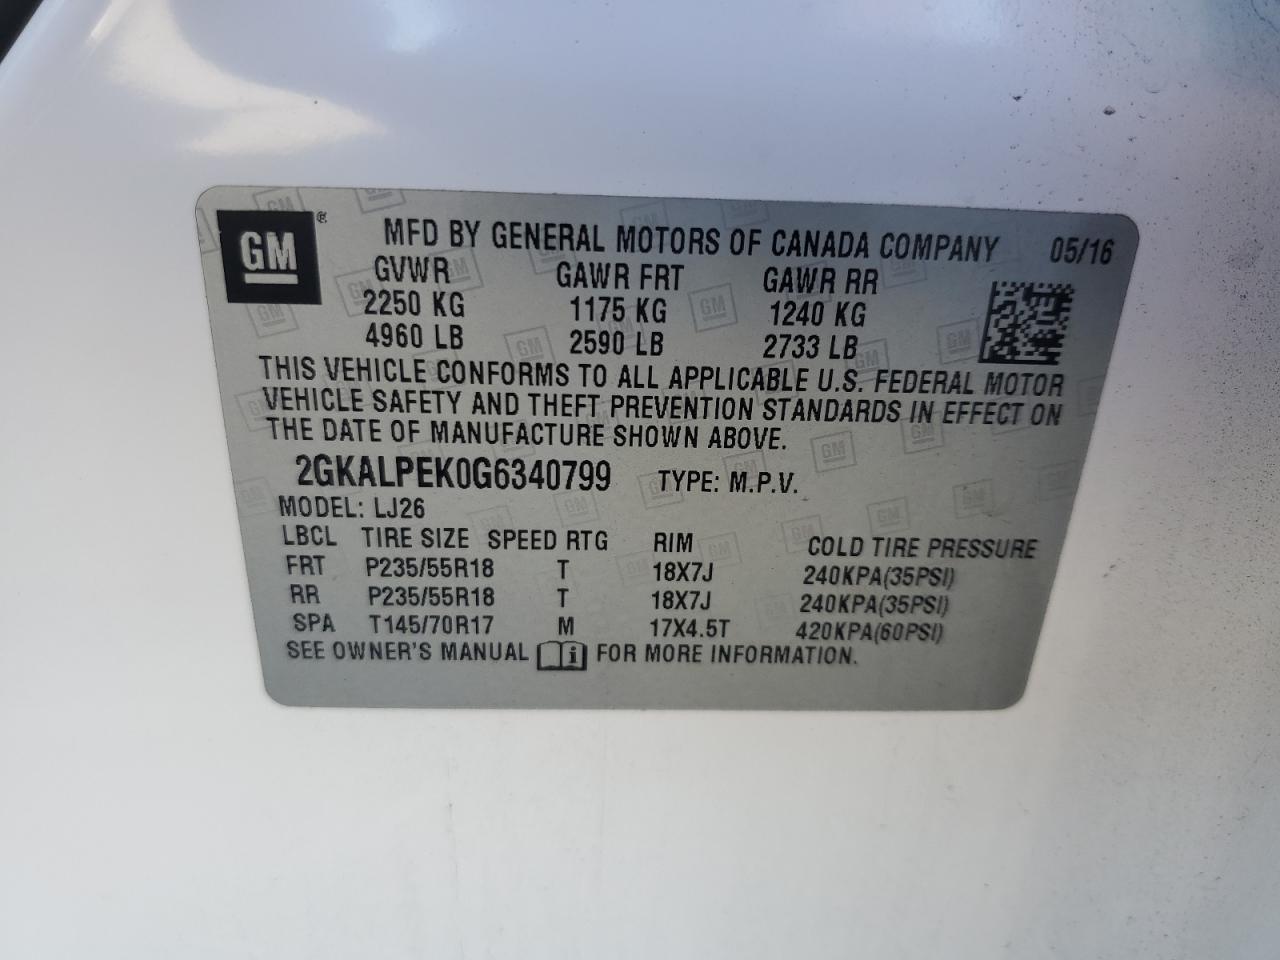 GM ® MFD BY GENERAL MOTORS OF CANADA COMPANY 05/16
GVWR GAWR FRT GAWR RR
2250 KG 1175 KG 1240 KG
4960 LB 2590 LB 2733 LB
THIS VEHICLE CONFORMS TO ALL APPLICABLE U.S. FEDERAL MOTOR
VEHICLE SAFETY AND THEFT PREVENTION STANDARDS IN EFFECT ON
THE DATE OF MANUFACTURE SHOWN ABOVE.
2GKALPEK0G6340799 TYPE: M.P.V.
MODEL: LJ26
LBCL TIRE SIZE SPEED RTG RIM COLD TIRE PRESSURE
FRT P235/55R18 T 18X7J 240KPA(35PSI)
RR P235/55R18 T 18X7J 240KPA(35PSI)
SPA T145/70R17 M 17X4.5T 420KPA(60PSI)
SEE OWNER'S MANUAL i FOR MORE INFORMATION.